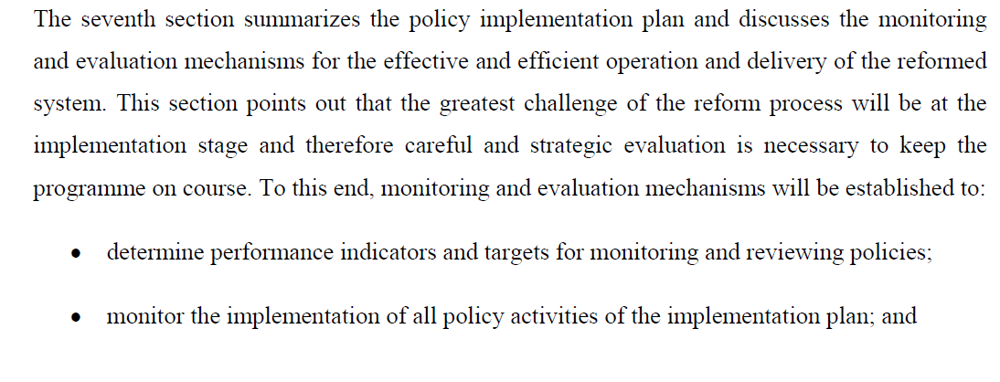 The seventh section summarizes the policy implementation plan and discusses the monitoring
and evaluation mechanisms for the effective and efficient operation and delivery of the reformed
system. This section points out that the greatest challenge of the reform process will be at the
implementation stage and therefore careful and strategic evaluation is necessary to keep the
programme on course. To this end, monitoring and evaluation mechanisms will be established to:
• determine performance indicators and targets for monitoring and reviewing policies;
• monitor the implementation of all policy activities of the implementation plan; and